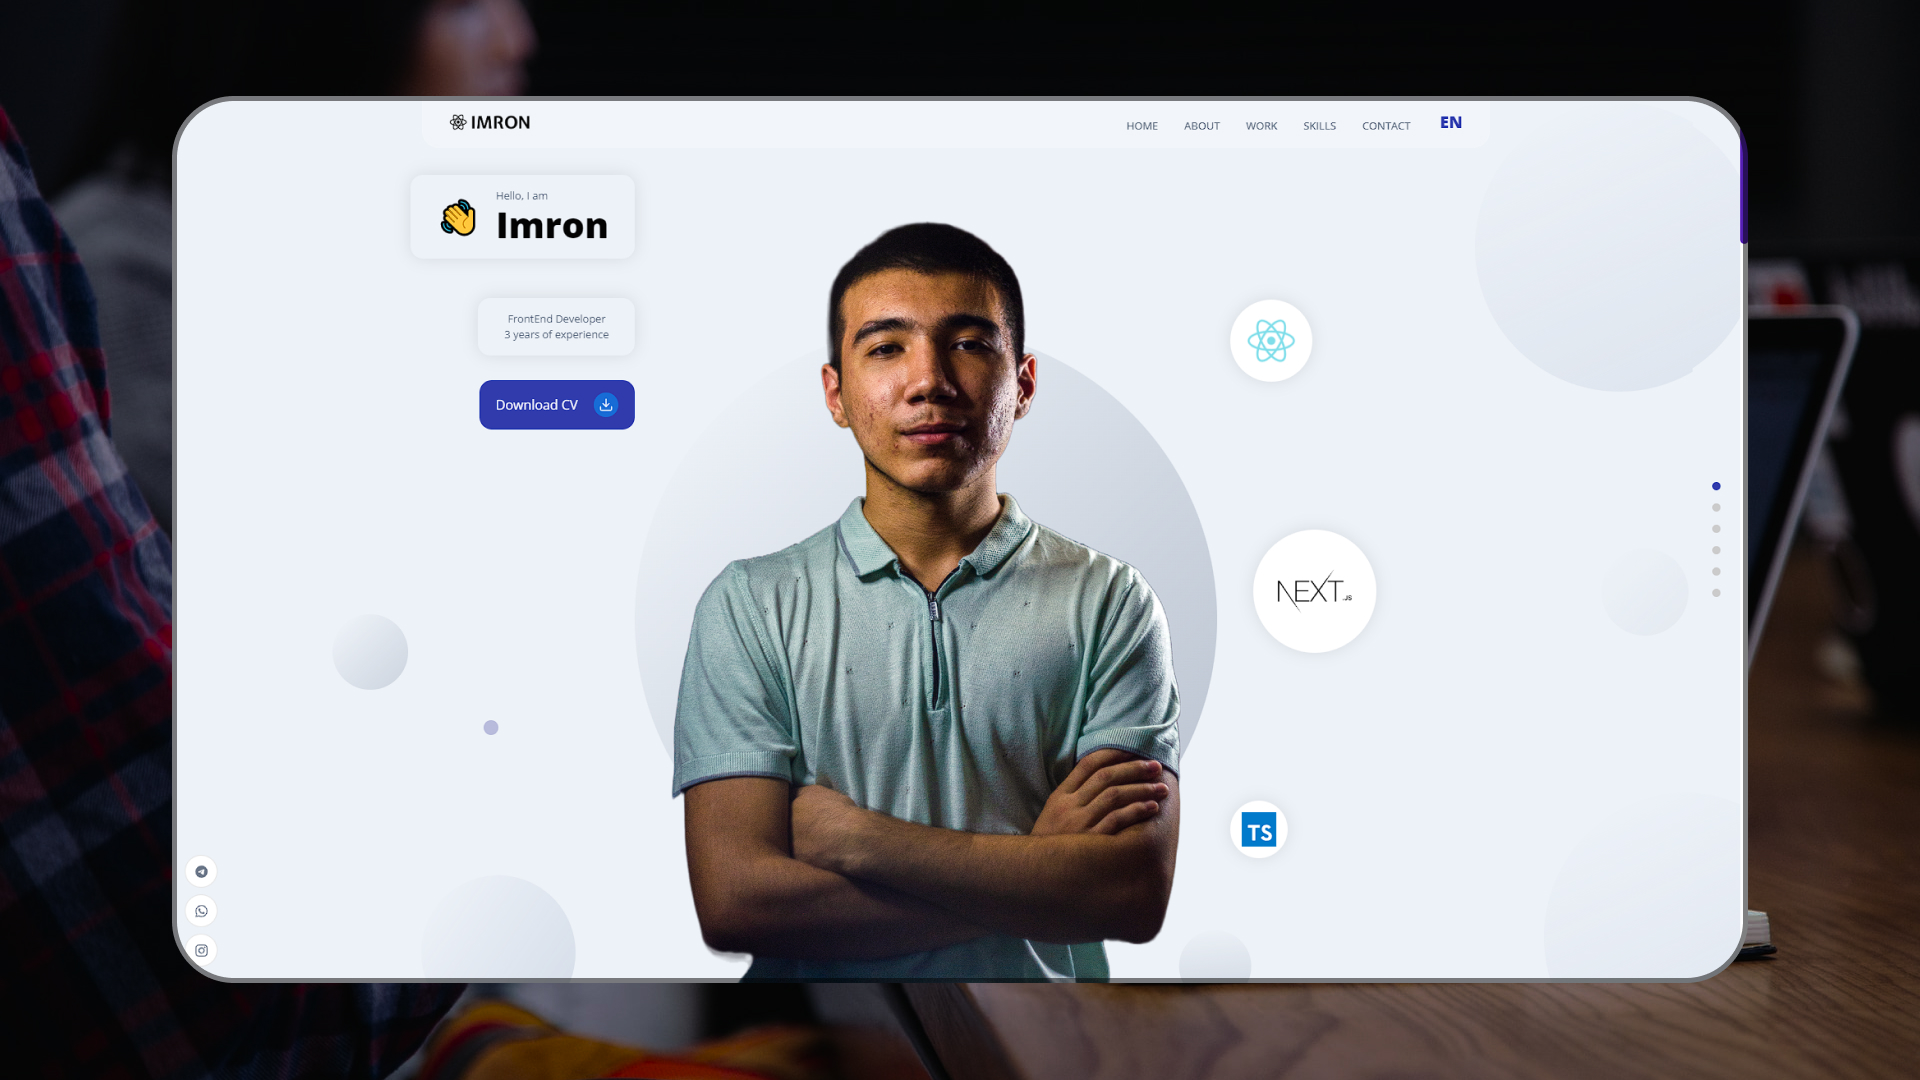 IMRON
HOME ABOUT WORK SKILLS CONTACT EN
Hello, I am
Imron
FrontEnd Developer
3 years of experience
Download CV
NEXT.JS
TS